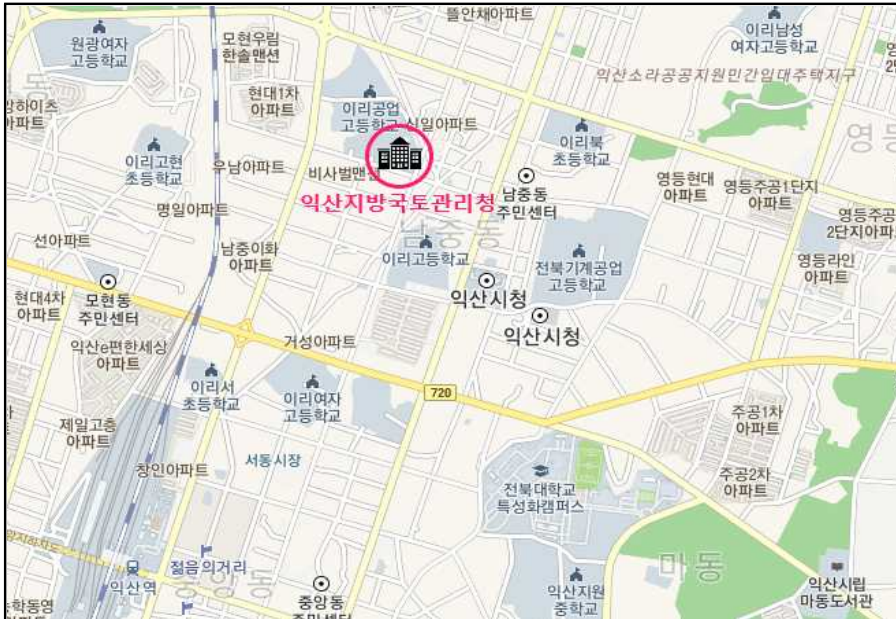 뜰안채아파트
이리남성
여자고등학교
원광여자
고등학교
모현우림
한솔맨션
익산소라공공지원민간임대주택지구
현대1차
아파트
이리공업
고등학교
신일아파트
이리북
초등학교
이리고현
초등학교
우남아파트
비사벌맨션
남중동
주민센터
영등현대
아파트
영등주공1단지
아파트
익산지방국토관리청
명일아파트
남중동
영등주공
2단지아파
선아파트
남중이화
아파트
이리고등학교
전북기계공업
고등학교
영등라인
아파트
현대4차
아파트
모현동
주민센터
익산시청
익산시청
거성아파트
익산e편한세상
아파트
이리서
초등학교
이리여자
고등학교
720
제일고층
아파트
주공1차
아파트
창인아파트
서동시장
전북대학교
특성화캠퍼스
주공2차
아파트
젊음의거리
마동
익산역
중앙동
중앙동
주민센터
익산지원
중학교
익산시립
마동도서관